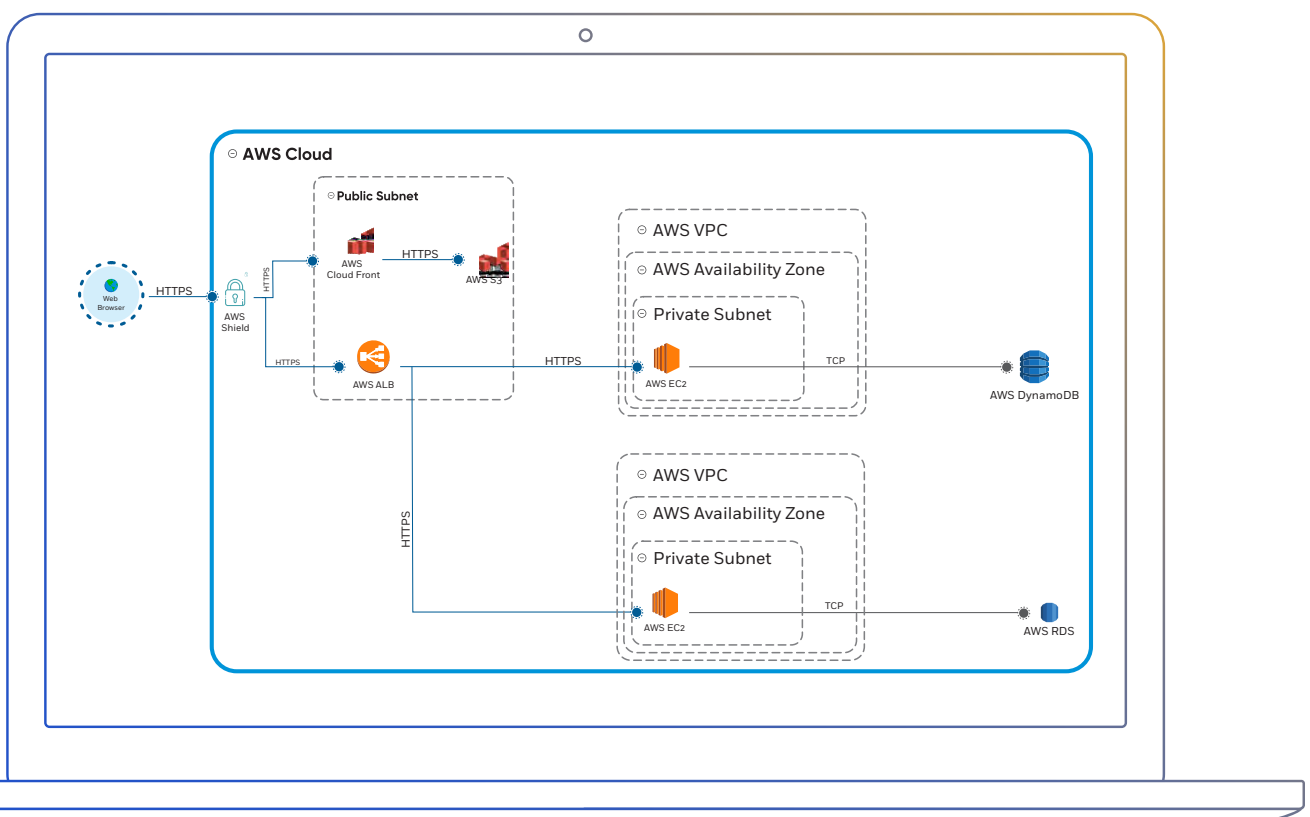 AWS Cloud
Public Subnet
AWS
Cloud Front
HTTPS
AWS S3
HTTPS
Web
Browser
HTTPS
AWS
Shield
HTTPS
AWS ALB
HTTPS
HTTPS
AWS VPC
AWS Availability Zone
Private Subnet
AWS EC2
TCP
AWS DynamoDB
AWS VPC
AWS Availability Zone
Private Subnet
AWS EC2
TCP
AWS RDS